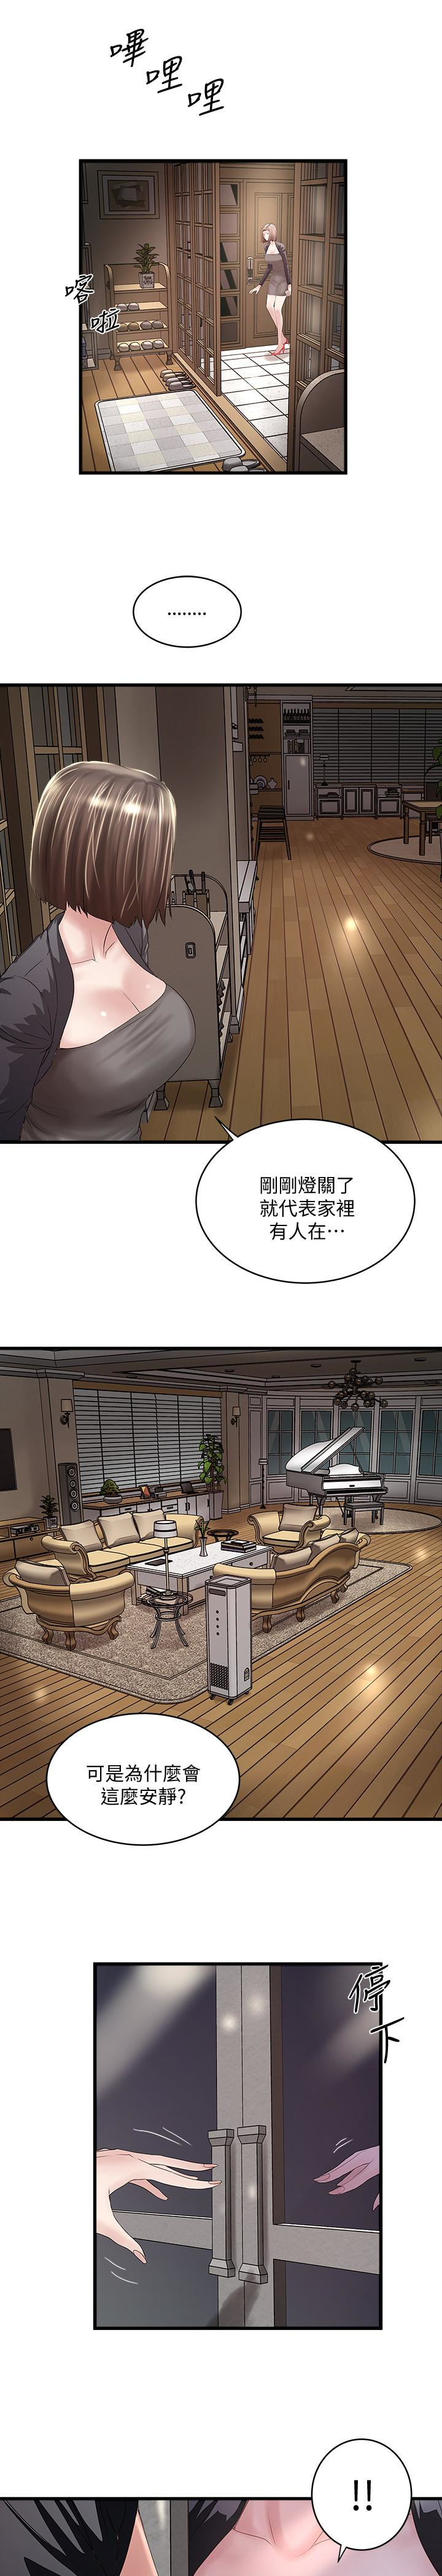 嗶哩哩
喀啦
........
剛剛燈關了
就代表家裡
有人在⋯
可是為什麼會
這麼安靜?
停下
!!